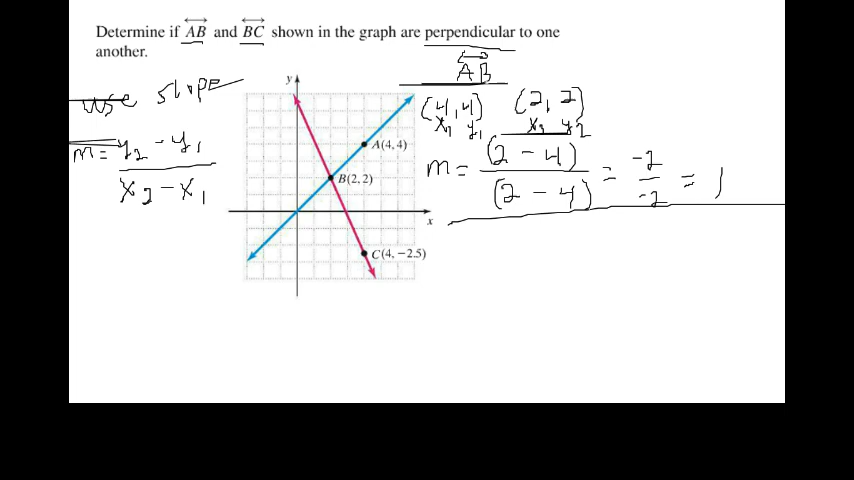 Determine if AB and BC shown in the graph are perpendicular to one
another.
use slope
m = y2 - y1
x2 - x1
AB
(4,4) (2,2)
x1 y1 x2 y2
m = (2 - 4) = -2 = 1
(2 - 4) -2
y
A(4, 4)
B(2, 2)
x
C(4, −2.5)